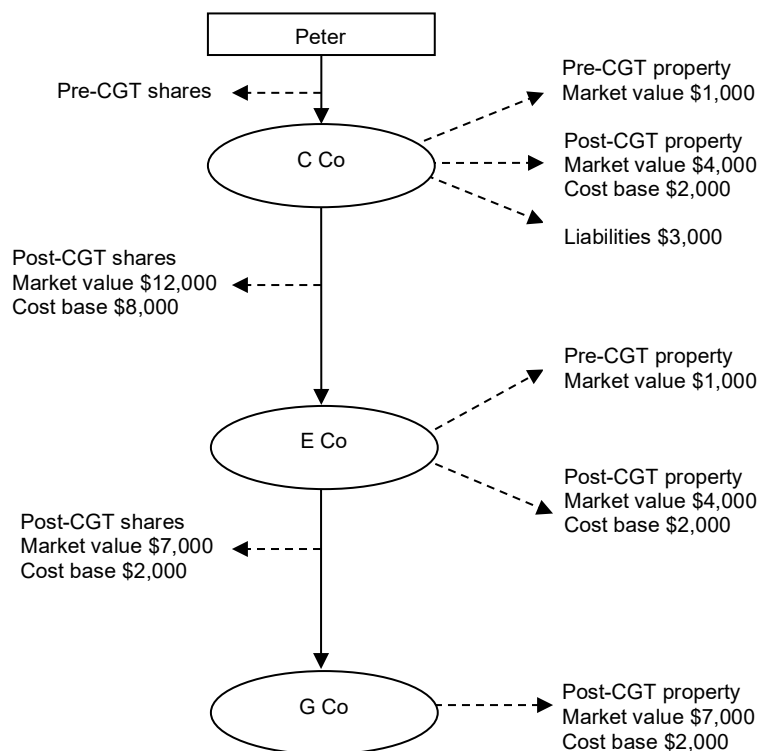 Peter
Pre-CGT shares
Pre-CGT property
Market value $1,000
C Co
Post-CGT property
Market value $4,000
Cost base $2,000
Liabilities $3,000
Post-CGT shares
Market value $12,000
Cost base $8,000
Pre-CGT property
Market value $1,000
E Co
Post-CGT property
Market value $4,000
Cost base $2,000
Post-CGT shares
Market value $7,000
Cost base $2,000
G Co
Post-CGT property
Market value $7,000
Cost base $2,000